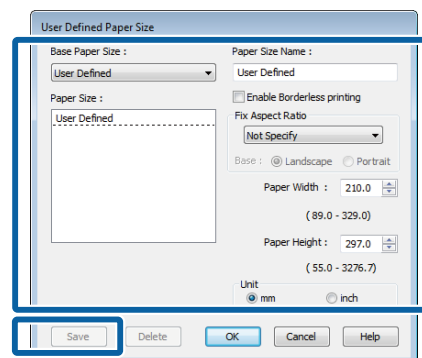 User Defined Paper Size
Base Paper Size :
User Defined
Paper Size :
User Defined
Paper Size Name :
User Defined
Enable Borderless printing
Fix Aspect Ratio
Not Specify
Base : Landscape Portrait
Paper Width : 210.0
( 89.0 - 329.0)
Paper Height : 297.0
( 55.0 - 3276.7)
Unit
mm inch
Save Delete OK Cancel Help